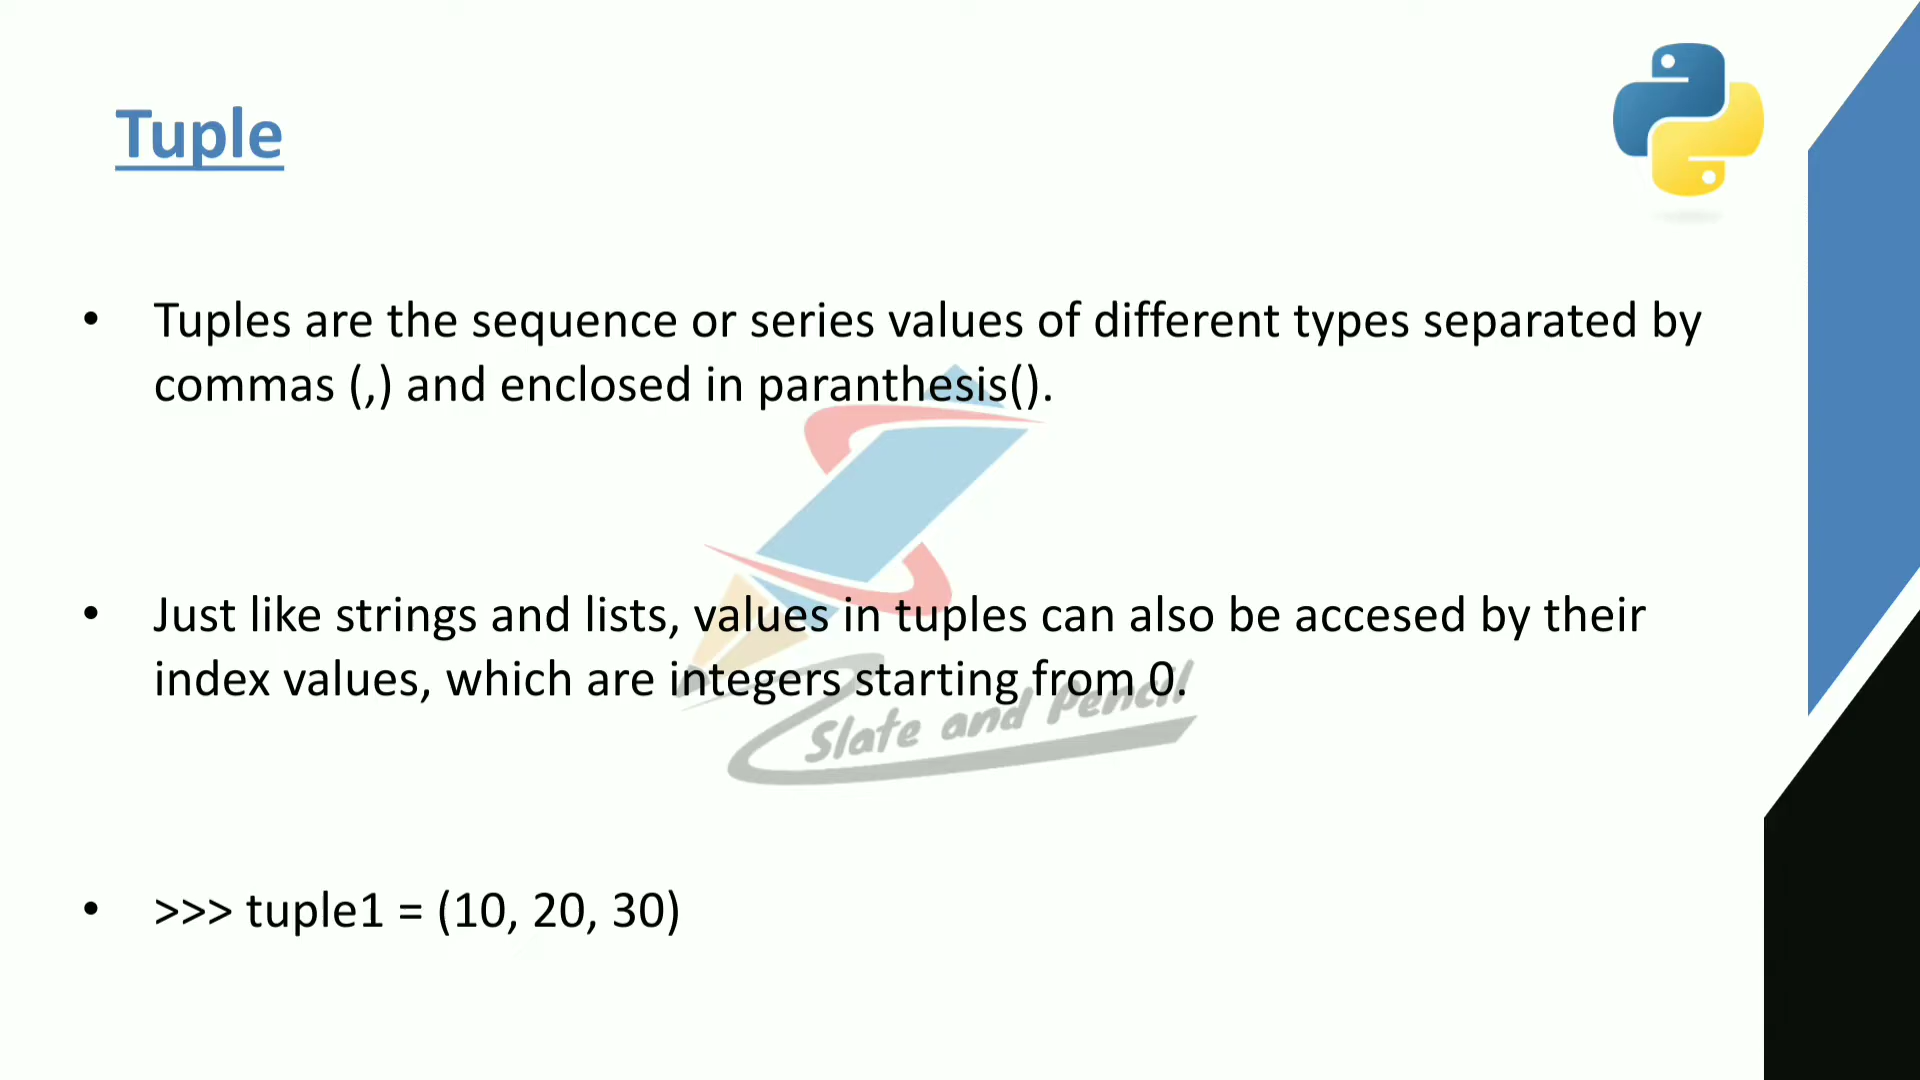 Tuple
• Tuples are the sequence or series values of different types separated by
commas (,) and enclosed in paranthesis().
• Just like strings and lists, values in tuples can also be accesed by their
index values, which are integers starting from 0.
Slate and Pencil
• >>> tuple1 = (10, 20, 30)